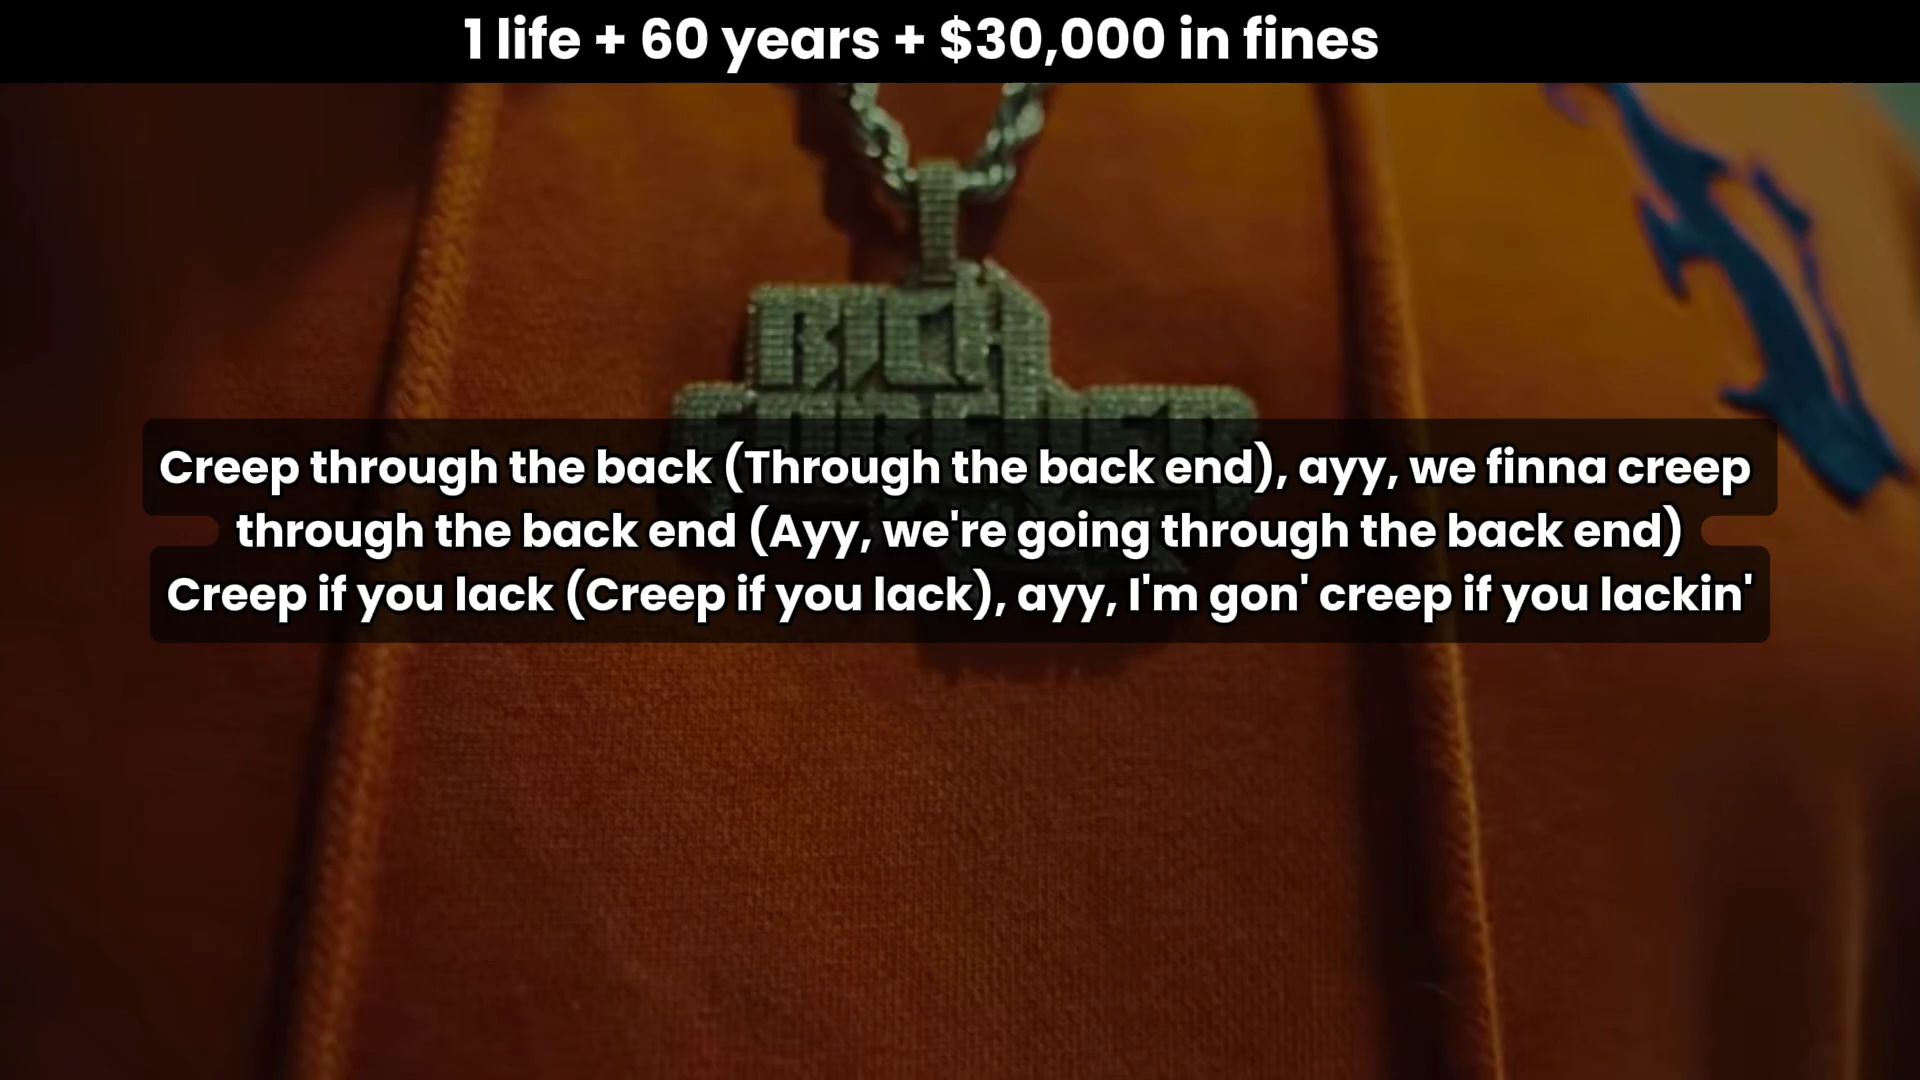 1 life + 60 years + $30,000 in fines
RICH
FOREVER
Creep through the back (Through the back end), ayy, we finna creep
through the back end (Ayy, we're going through the back end)
Creep if you lack (Creep if you lack), ayy, I'm gon' creep if you lackin'